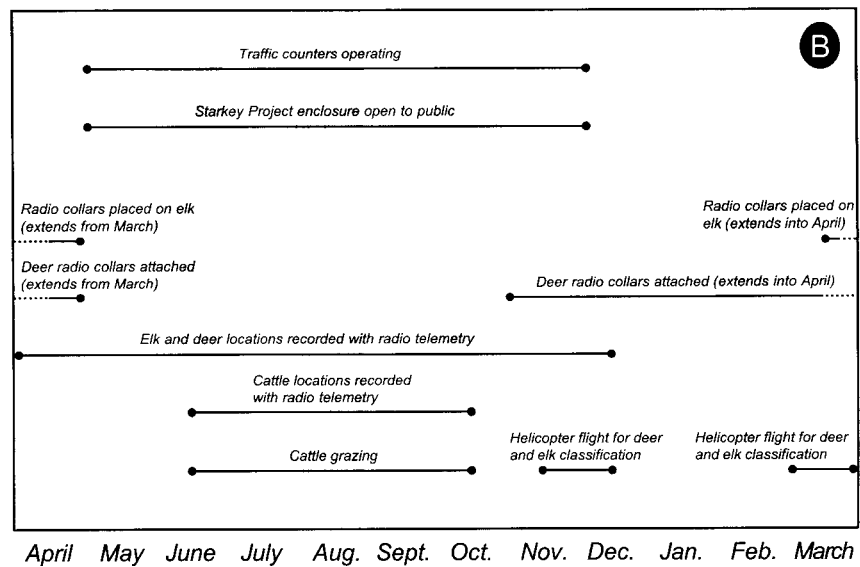 B
Traffic counters operating
Starkey Project enclosure open to public
Radio collars placed on elk
(extends from March)
Radio collars placed on
elk (extends into April)
Deer radio collars attached
(extends from March)
Deer radio collars attached (extends into April)
Elk and deer locations recorded with radio telemetry
Cattle locations recorded
with radio telemetry
Cattle grazing
Helicopter flight for deer
and elk classification
Helicopter flight for deer
and elk classification
April May June July Aug. Sept. Oct. Nov. Dec. Jan. Feb. March